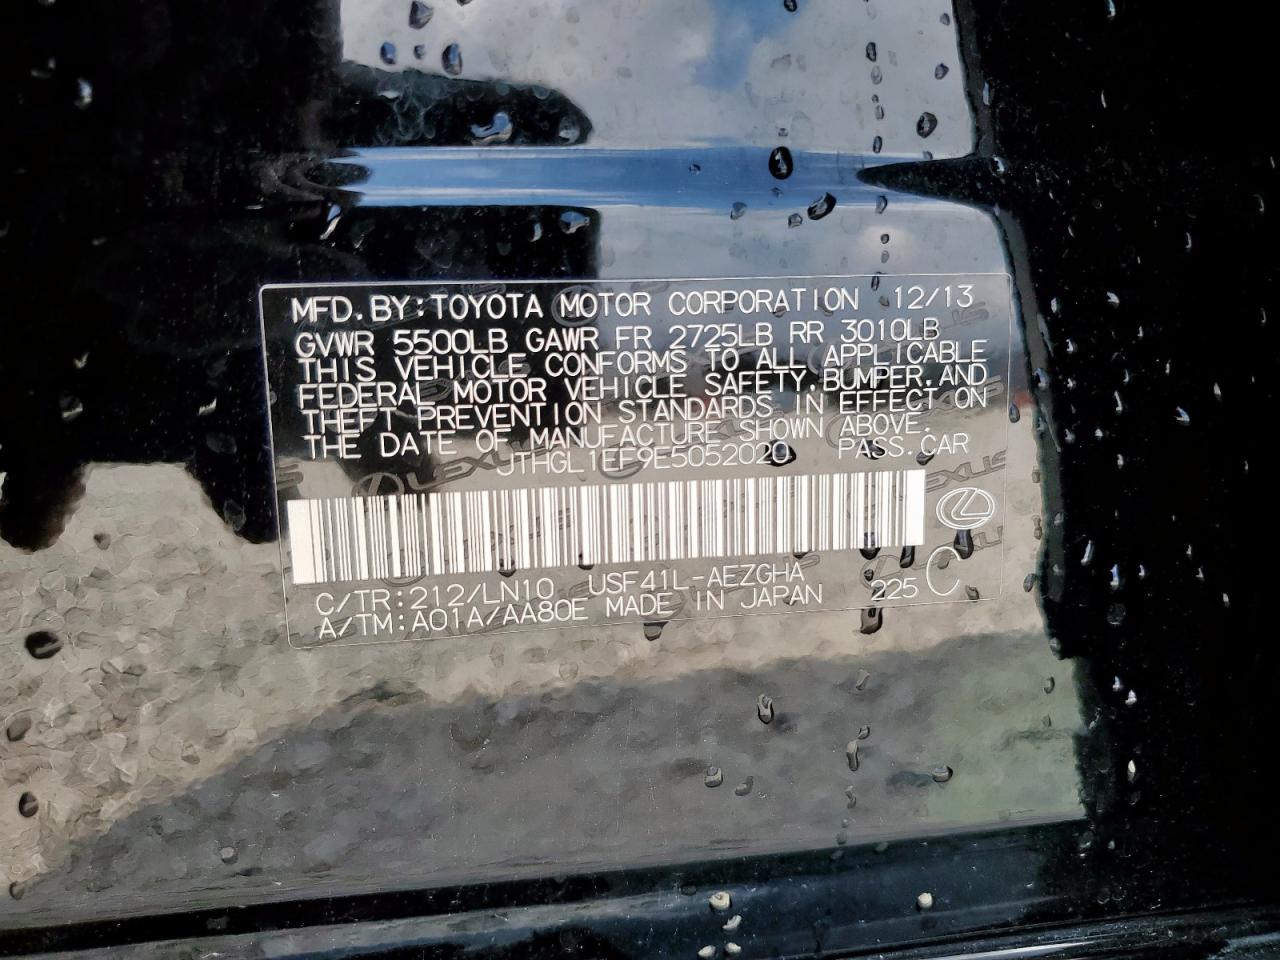 MFD.BY:TOYOTA MOTOR CORPORATION 12/13
GVWR 5500LB GAWR FR 2725LB RR 3010LB
THIS VEHICLE CONFORMS TO ALL APPLICABLE
FEDERAL MOTOR VEHICLE SAFETY,BUMPER,AND
THEFT PREVENTION STANDARDS IN EFFECT ON
THE DATE OF MANUFACTURE SHOWN ABOVE.
JTHGL1EF9E5052020 PASS.CAR
C/TR:212/LN10 USF41L-AEZGHA
A/TM:A01A/AA80E MADE IN JAPAN 225 C